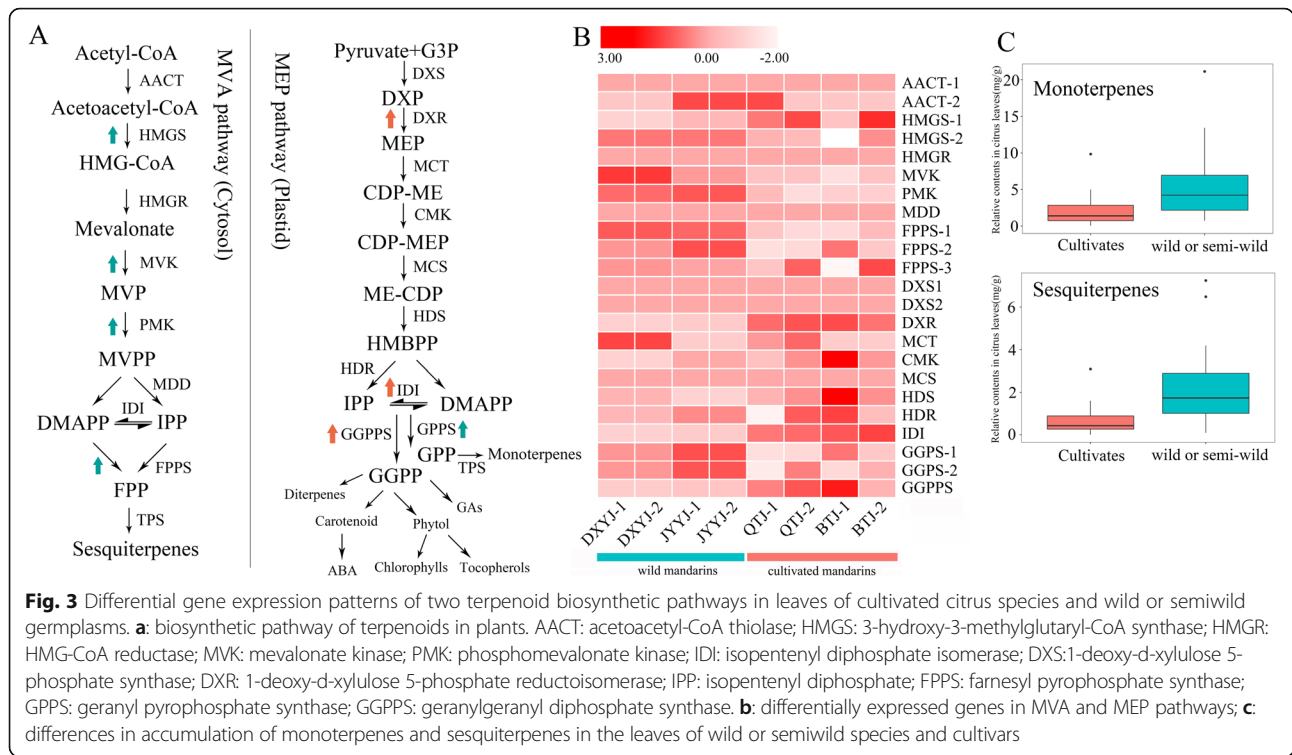 A
Acetyl-CoA
AACT
Acetoacetyl-CoA
HMGS
HMG-CoA
HMGR
Mevalonate
MVK
MVP
PMK
MVPP
MDD
IDI
DMAPP IPP
FPPS
FPP
TPS
Sesquiterpenes
MVA pathway (Cytosol)
MEP pathway (Plastid)
Pyruvate+G3P
DXS
DXP
DXR
MEP
MCT
CDP-ME
CMK
CDP-MEP
MCS
ME-CDP
HDS
HMBPP
HDR
IDI
IPP DMAPP
GGPPS GPPS
GPP Monoterpenes
TPS
GGPP
Diterpenes
GAs
Carotenoid
Phytol
ABA
Chlorophylls
Tocopherols
B
3.00 0.00 -2.00
AACT-1
AACT-2
HMGS-1
HMGS-2
HMGR
MVK
PMK
MDD
FPPS-1
FPPS-2
FPPS-3
DXS1
DXS2
DXR
MCT
CMK
MCS
HDS
HDR
IDI
GGPS-1
GGPS-2
GGPPS
DXYJ-1 DXYJ-2 JYYJ-1 JYYJ-2 QTJ-1 QTJ-2 BTJ-1 BTJ-2
wild mandarins cultivated mandarins
C
Relative contents in citrus leaves(mg/g)
20
15
10
5
0
Monoterpenes
Cultivates wild or semi-wild
Relative contents in citrus leaves(mg/g)
6
4
2
0
Sesquiterpenes
Cultivates wild or semi-wild
Fig. 3 Differential gene expression patterns of two terpenoid biosynthetic pathways in leaves of cultivated citrus species and wild or semiwild
germplasms. a: biosynthetic pathway of terpenoids in plants. AACT: acetoacetyl-CoA thiolase; HMGS: 3-hydroxy-3-methylglutaryl-CoA synthase; HMGR:
HMG-CoA reductase; MVK: mevalonate kinase; PMK: phosphomevalonate kinase; IDI: isopentenyl diphosphate isomerase; DXS:1-deoxy-d-xylulose 5-
phosphate synthase; DXR: 1-deoxy-d-xylulose 5-phosphate reductoisomerase; IPP: isopentenyl diphosphate; FPPS: farnesyl pyrophosphate synthase;
GPPS: geranyl pyrophosphate synthase; GGPPS: geranylgeranyl diphosphate synthase. b: differentially expressed genes in MVA and MEP pathways; c:
differences in accumulation of monoterpenes and sesquiterpenes in the leaves of wild or semiwild species and cultivars